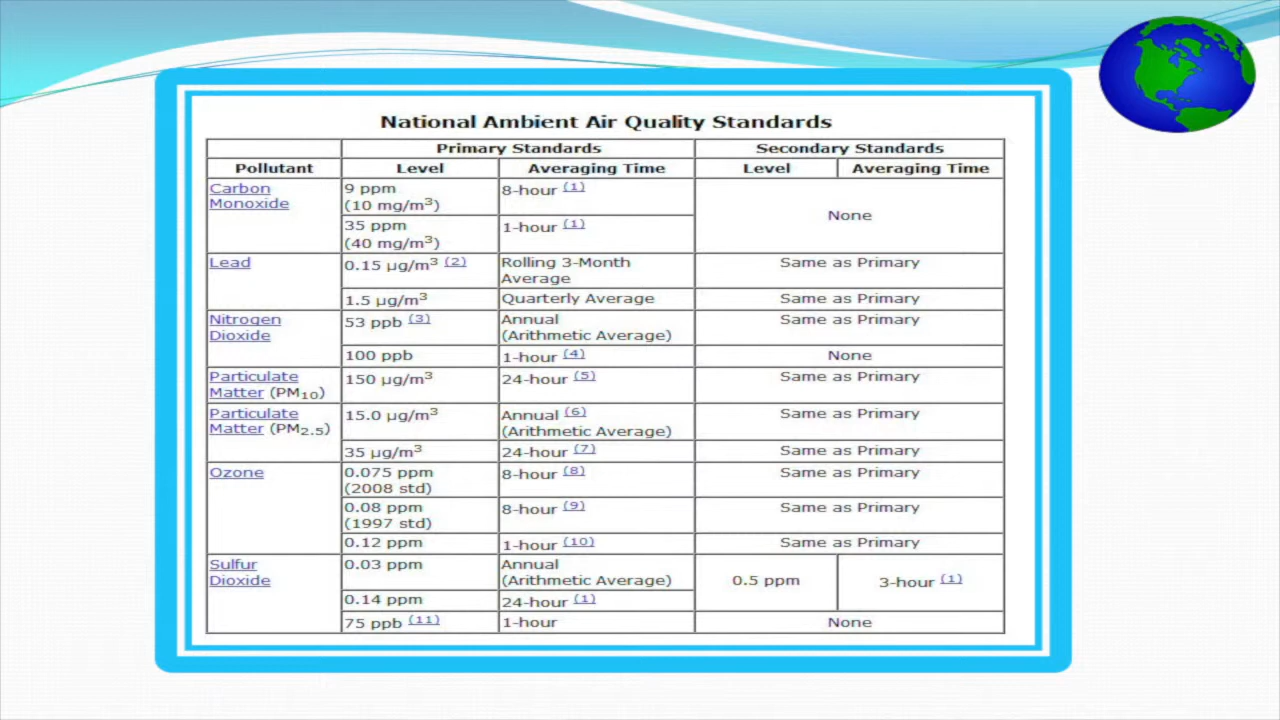 National Ambient Air Quality Standards
Primary Standards Secondary Standards
Pollutant Level Averaging Time Level Averaging Time
Carbon Monoxide 9 ppm (10 mg/m³) 8-hour (1) None
35 ppm (40 mg/m³) 1-hour (1)
Lead 0.15 µg/m³ (2) Rolling 3-Month Average Same as Primary
1.5 µg/m³ Quarterly Average Same as Primary
Nitrogen Dioxide 53 ppb (3) Annual (Arithmetic Average) Same as Primary
100 ppb 1-hour (4) None
Particulate Matter (PM₁₀) 150 µg/m³ 24-hour (5) Same as Primary
Particulate Matter (PM₂.₅) 15.0 µg/m³ Annual (6) (Arithmetic Average) Same as Primary
35 µg/m³ 24-hour (7) Same as Primary
Ozone 0.075 ppm (2008 std) 8-hour (8) Same as Primary
0.08 ppm (1997 std) 8-hour (9) Same as Primary
0.12 ppm 1-hour (10) Same as Primary
Sulfur Dioxide 0.03 ppm Annual (Arithmetic Average) 0.5 ppm 3-hour (1)
0.14 ppm 24-hour (1)
75 ppb (11) 1-hour None